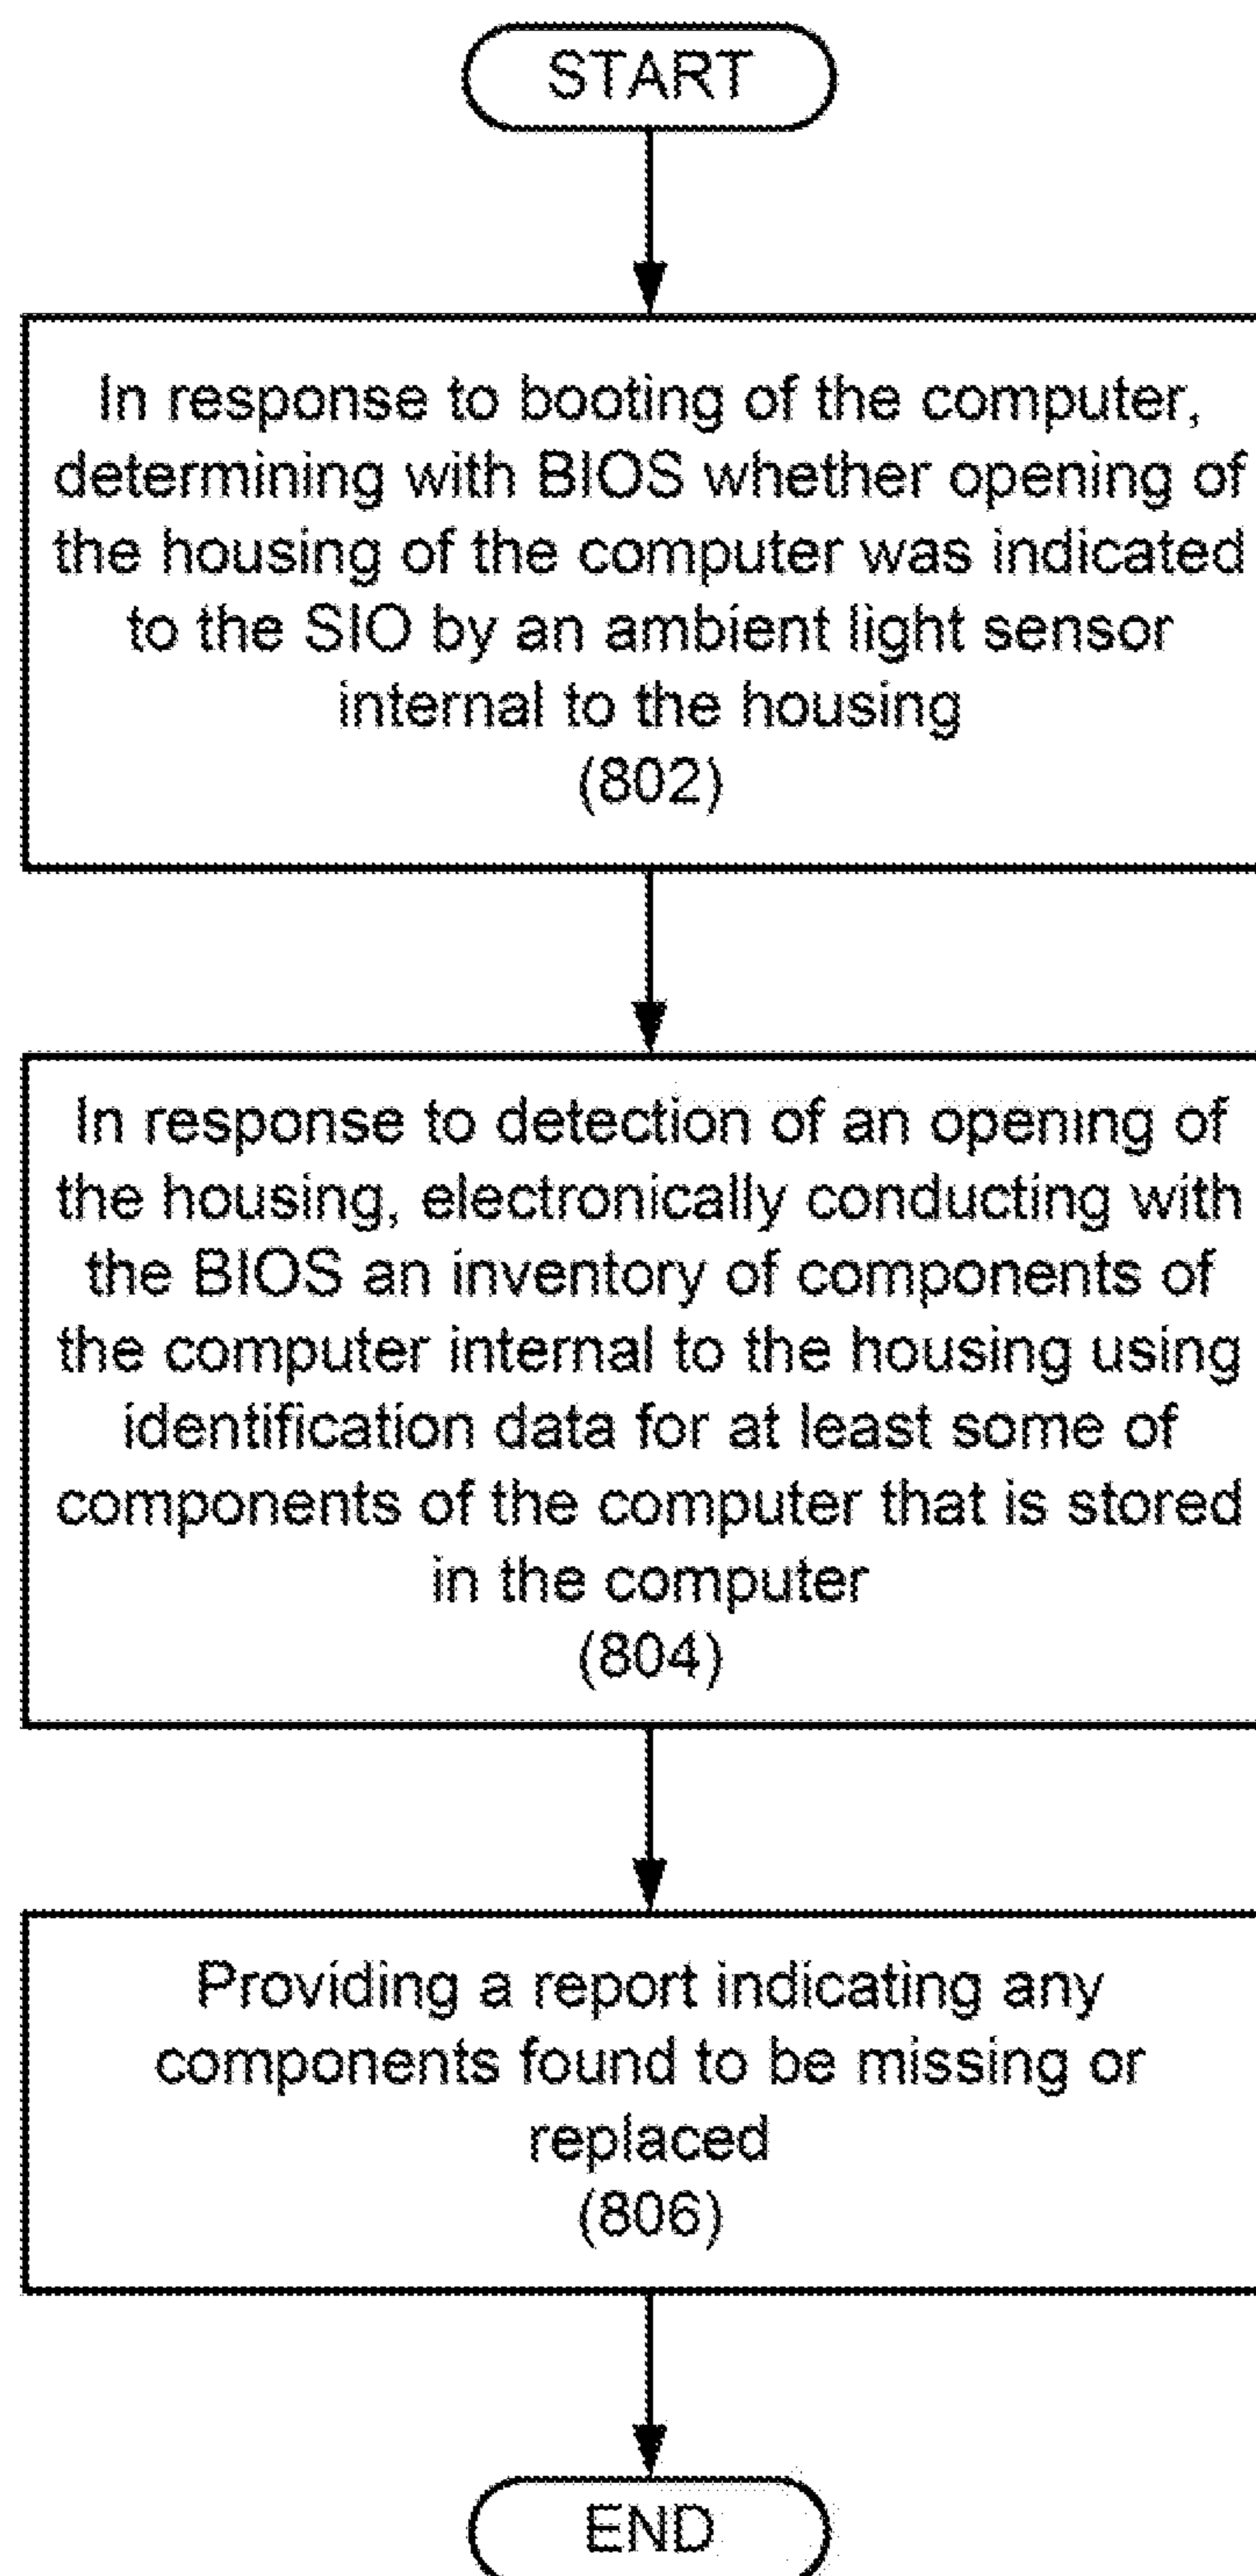 START
In response to booting of the computer,
determining with BIOS whether opening of
the housing of the computer was indicated
to the SIO by an ambient light sensor
internal to the housing
(802)
In response to detection of an opening of
the housing, electronically conducting with
the BIOS an inventory of components of
the computer internal to the housing using
identification data for at least some of
components of the computer that is stored
in the computer
(804)
Providing a report indicating any
components found to be missing or
replaced
(806)
END